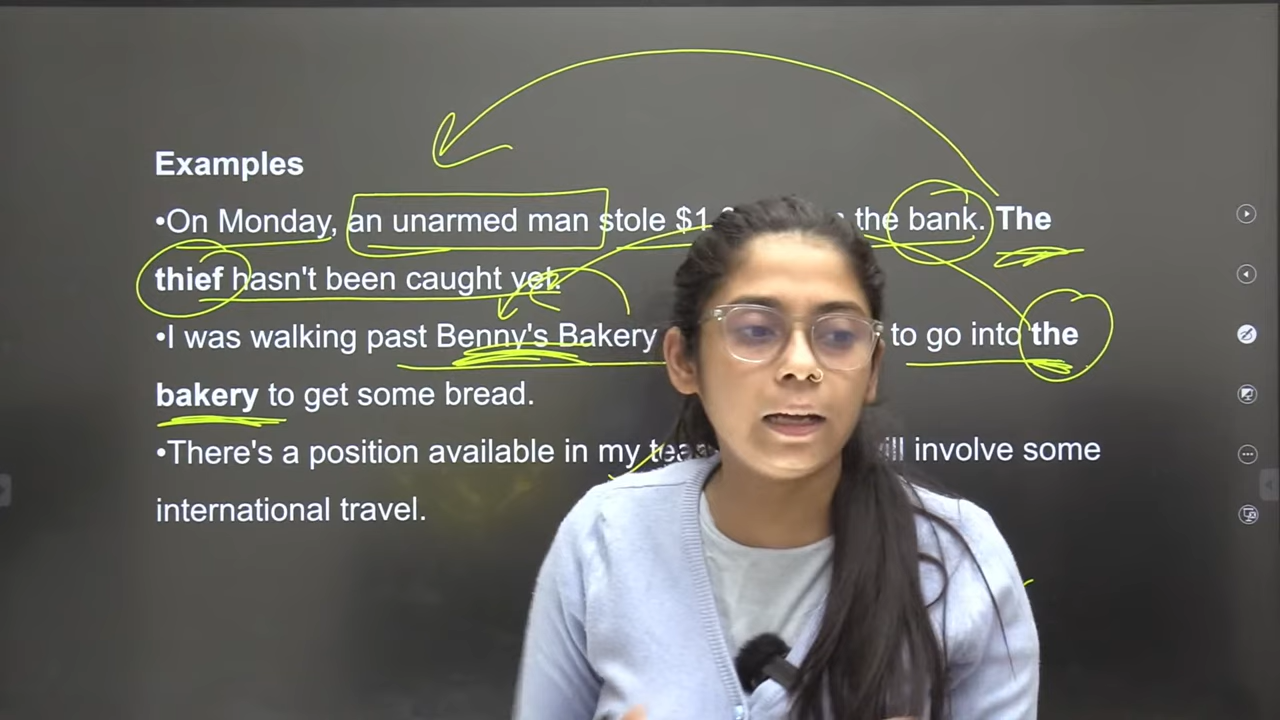 Examples
•On Monday, an unarmed man stole $1 the bank. The
thief hasn't been caught yet.
•I was walking past Benny's Bakery to go into the
bakery to get some bread.
•There's a position available in my involve some
international travel.